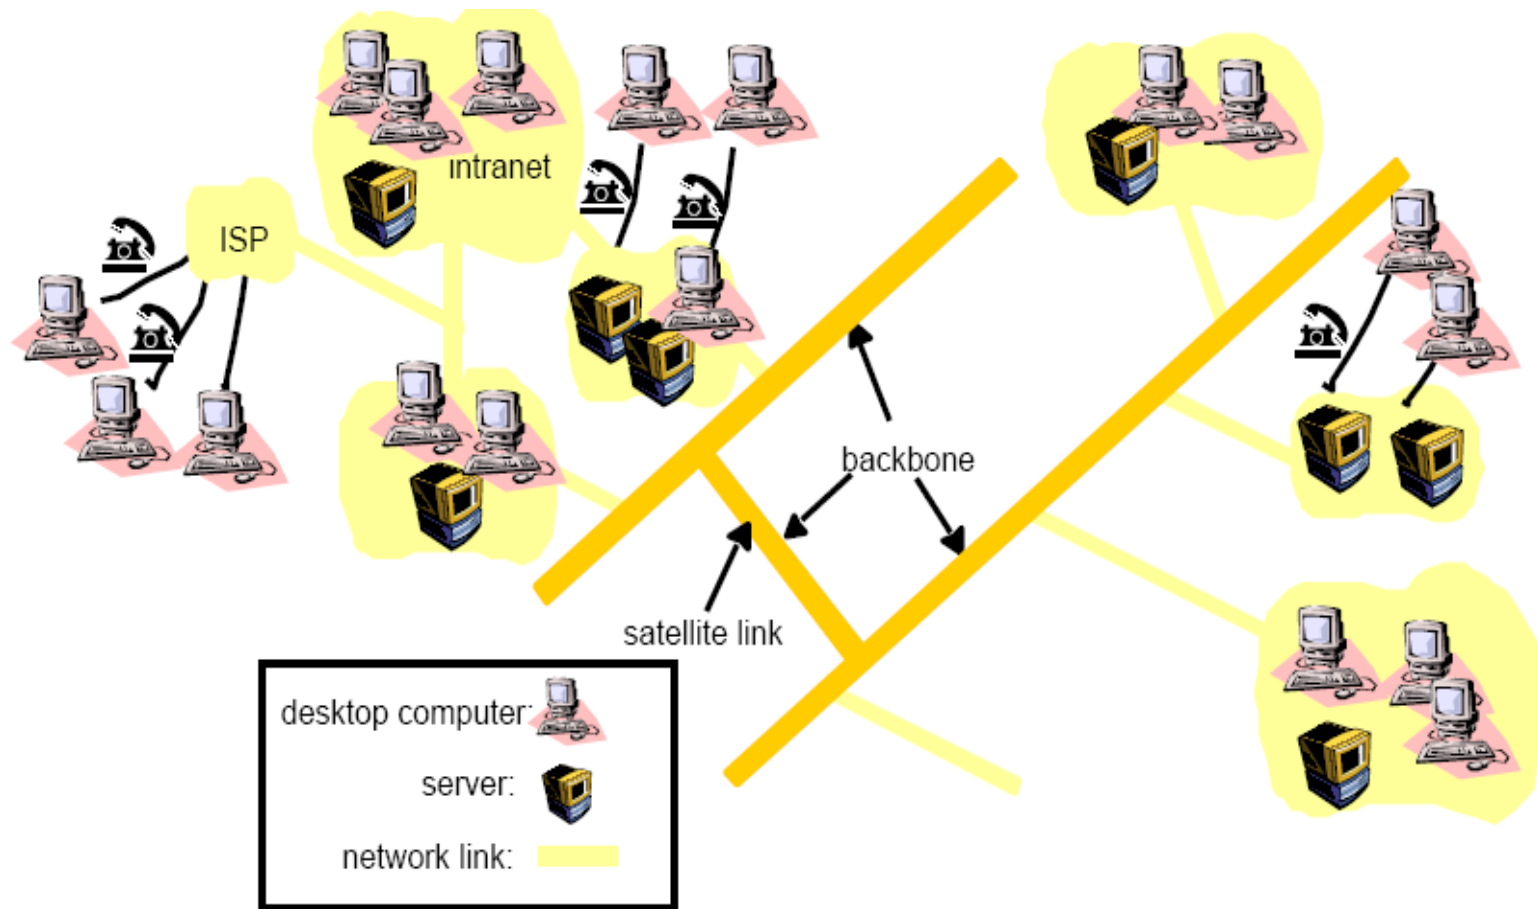 intranet
ISP
backbone
satellite link
desktop computer:
server:
network link: